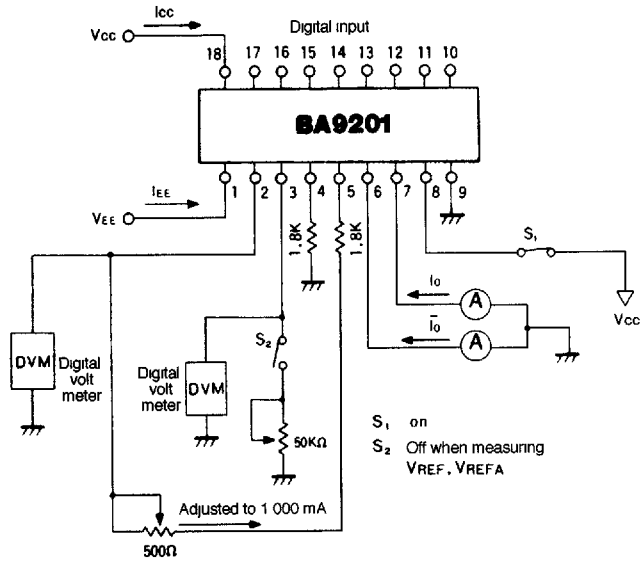 Icc
Digital input
Vcc
18 17 16 15 14 13 12 11 10
BA9201
1 2 3 4 5 6 7 8 9
IEE
VEE
1.8K
1.8K
S1
Vcc
Io
A
Īo
A
S2
DVM
Digital
volt
meter
Digital
volt
meter
DVM
50KΩ
S1 on
S2 Off when measuring
VREF, VREFA
Adjusted to 1 000 mA
500Ω